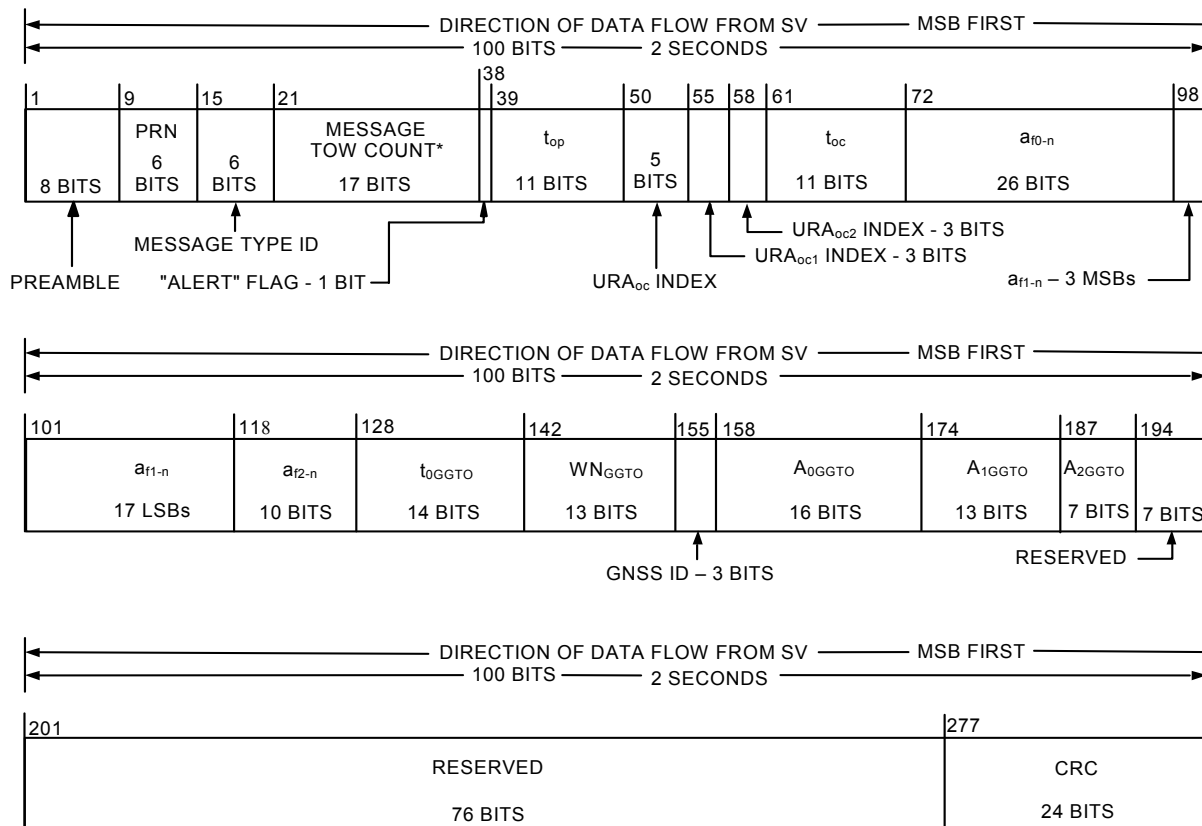 DIRECTION OF DATA FLOW FROM SV MSB FIRST
100 BITS 2 SECONDS
1 9 15 21 38 39 50 55 58 61 72 98
PRN MESSAGE t_op t_oc a_f0-n
TOW COUNT*
8 BITS 6 BITS 6 BITS 17 BITS 11 BITS 5 BITS 11 BITS 26 BITS
URA_oc2 INDEX - 3 BITS
MESSAGE TYPE ID
URA_oc1 INDEX - 3 BITS
PREAMBLE "ALERT" FLAG - 1 BIT URA_oc INDEX a_f1-n – 3 MSBs
DIRECTION OF DATA FLOW FROM SV MSB FIRST
100 BITS 2 SECONDS
101 118 128 142 155 158 174 187 194
a_f1-n a_f2-n t_0GGTO WN_GGTO A_0GGTO A_1GGTO A_2GGTO
17 LSBs 10 BITS 14 BITS 13 BITS 16 BITS 13 BITS 7 BITS 7 BITS
GNSS ID – 3 BITS RESERVED
DIRECTION OF DATA FLOW FROM SV MSB FIRST
100 BITS 2 SECONDS
201 277
RESERVED CRC
76 BITS 24 BITS